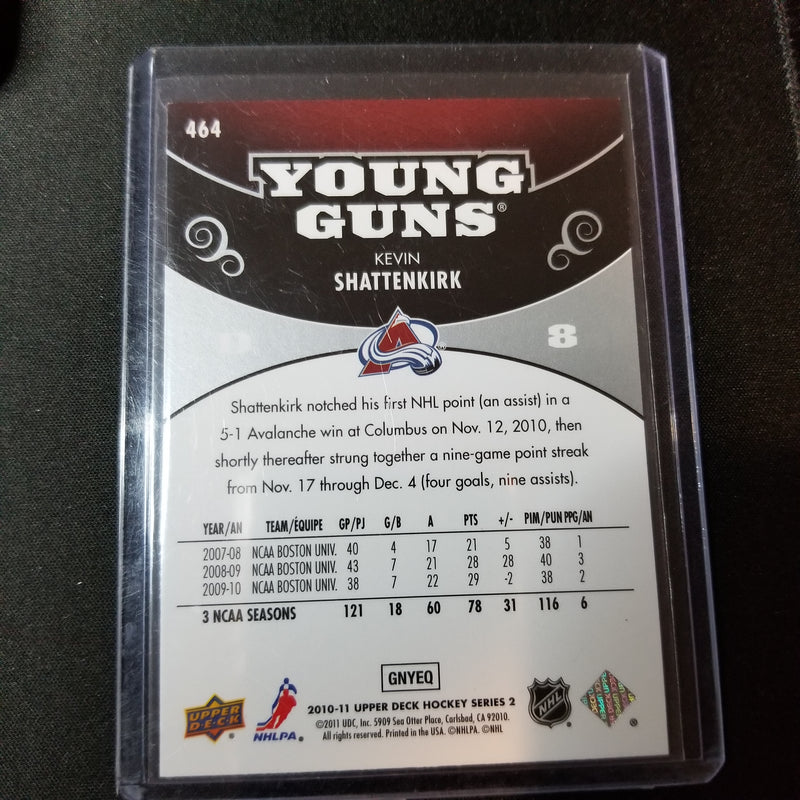 464
YOUNG
GUNS®
KEVIN
SHATTENKIRK
D 8
Shattenkirk notched his first NHL point (an assist) in a
5-1 Avalanche win at Columbus on Nov. 12, 2010, then
shortly thereafter strung together a nine-game point streak
from Nov. 17 through Dec. 4 (four goals, nine assists).
YEAR/AN TEAM/ÉQUIPE GP/PJ G/B A PTS +/- PIM/PUN PPG/AN
2007-08 NCAA BOSTON UNIV. 40 4 17 21 5 38 1
2008-09 NCAA BOSTON UNIV. 43 7 21 28 28 40 3
2009-10 NCAA BOSTON UNIV. 38 7 22 29 -2 38 2
3 NCAA SEASONS 121 18 60 78 31 116 6
GNYEQ
UPPER DECK
NHLPA
NHL
2010-11 UPPER DECK HOCKEY SERIES 2
©2011 UDC, Inc. 5909 Sea Otter Place, Carlsbad, CA 92010.
All rights reserved. Printed in the USA. ©NHLPA. ©NHL